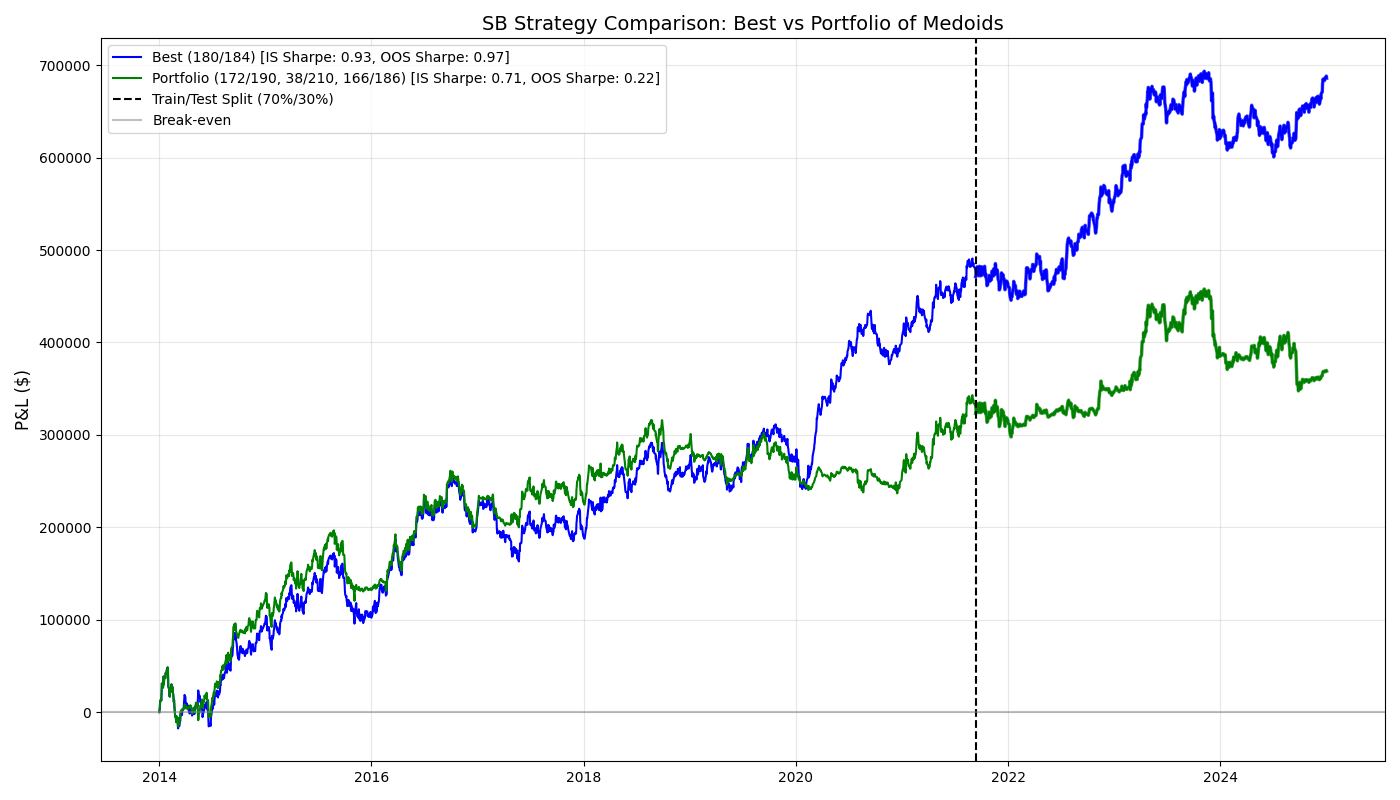 SB Strategy Comparison: Best vs Portfolio of Medoids
Best (180/184) [IS Sharpe: 0.93, OOS Sharpe: 0.97]
Portfolio (172/190, 38/210, 166/186) [IS Sharpe: 0.71, OOS Sharpe: 0.22]
Train/Test Split (70%/30%)
Break-even
P&L ($)
700000
600000
500000
400000
300000
200000
100000
0
2014 2016 2018 2020 2022 2024